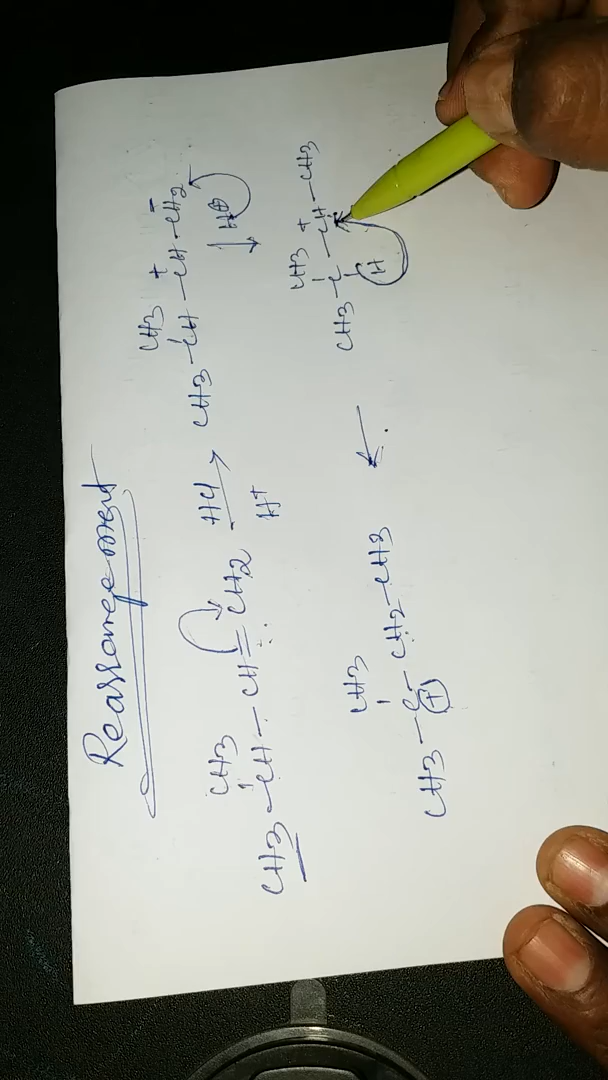 Rearrangement
CH3
CH3-CH-CH=CH2
HCl
H+
CH3 + -
CH3-CH-CH-CH2
H⊕
CH3 +
CH3-C-CH-CH3
H
CH3
CH3-C-CH2-CH3
⊕